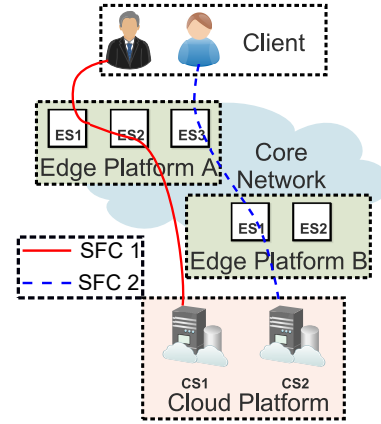 Client
ES1 ES2 ES3
Edge Platform A
Core
Network
ES1 ES2
Edge Platform B
SFC 1
SFC 2
CS1 CS2
Cloud Platform